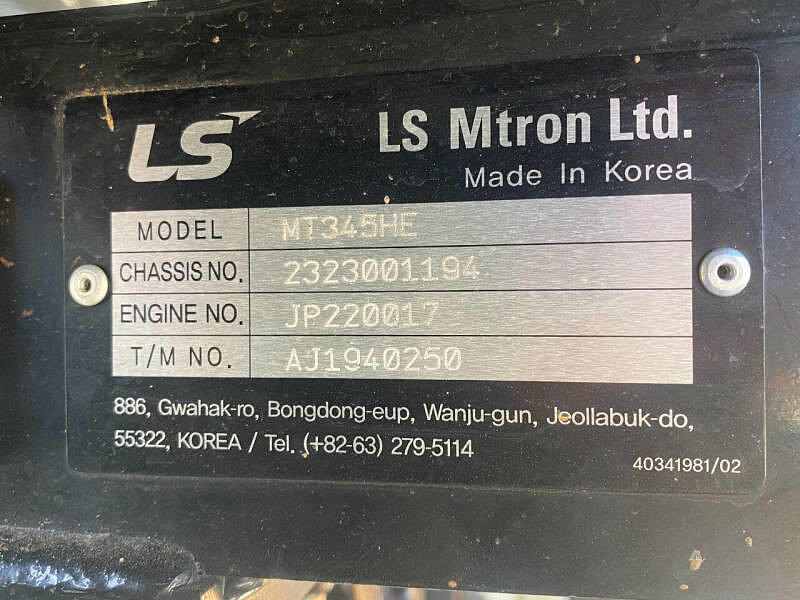 LS
LS Mtron Ltd.
Made In Korea
MODEL MT345HE
CHASSIS NO. 2323001194
ENGINE NO. JP220017
T/M NO. AJ1940250
886, Gwahak-ro, Bongdong-eup, Wanju-gun, Jeollabuk-do,
55322, KOREA / Tel. (+82-63) 279-5114
40341981/02